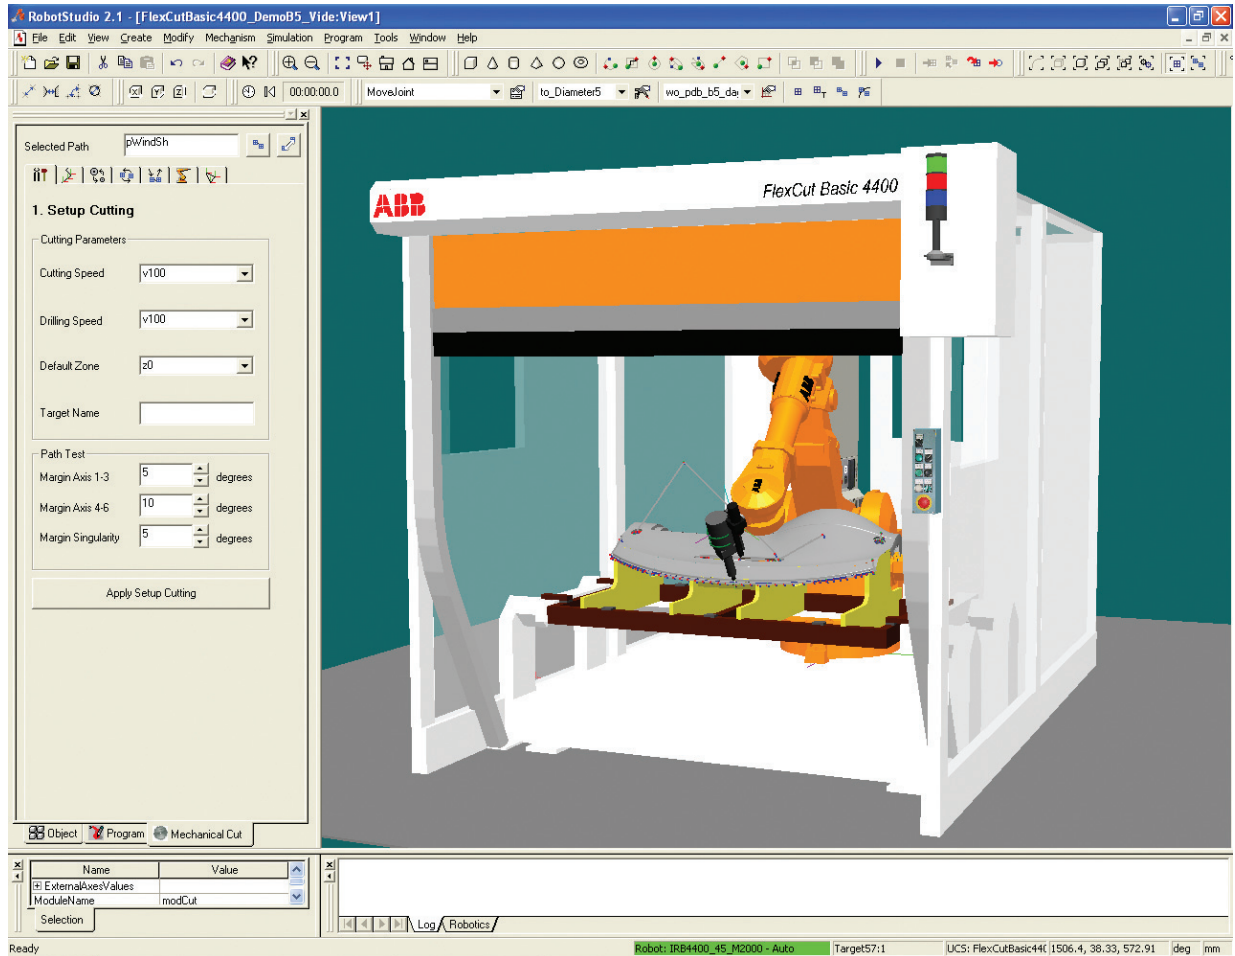 RobotStudio 2.1 - [FlexCutBasic4400_DemoB5_Vide:View1]
File Edit View Create Modify Mechanism Simulation Program Tools Window Help
00:00:00.0 MoveJoint to_Diameter5
Selected Path pWindSh
1. Setup Cutting
Cutting Parameters
Cutting Speed v100
Drilling Speed v100
Default Zone z0
Target Name
Path Test
Margin Axis 1-3 5 degrees
Margin Axis 4-6 10 degrees
Margin Singularity 5 degrees
Apply Setup Cutting
Object Program Mechanical Cut
ABB
FlexCut Basic 4400
ABB
Name Value
ExternalAxesValues
ModuleName modCut
Selection
Log Robotics
Ready Robot: IRB4400_45_M2000 - Auto Target57:1 UCS: FlexCutBasic44( 1506.4, 38.33, 572.91 deg mm